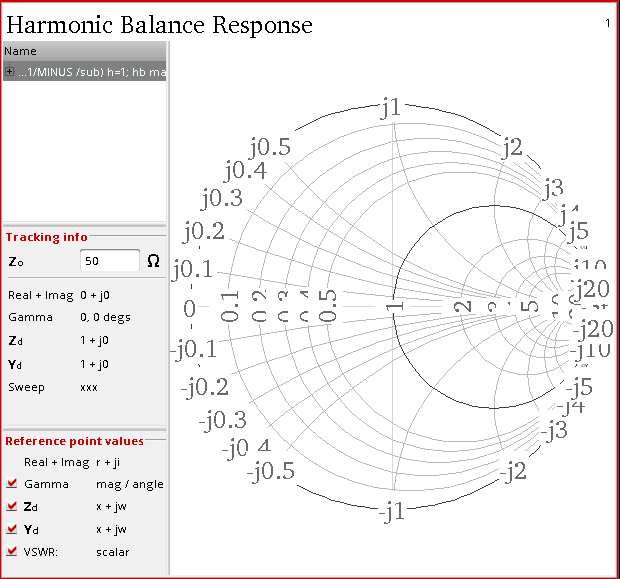 Harmonic Balance Response
1
Name
...1/MINUS /sub) h=1; hb ma
Tracking info
Zo 50 Ω
Real + Imag 0 + j0
Gamma 0, 0 degs
Zd 1 + j0
Yd 1 + j0
Sweep xxx
Reference point values
Real + Imag r + ji
Gamma mag / angle
Zd x + jw
Yd x + jw
VSWR: scalar
j1
j0.5
j2
j0.4
j3
j0.3
j4
j0.2
j5
j0.1
j10
j20
0
0.1
0.2
0.3
0.4
0.5
1
2
3
5
-j20
-j0.1
-j10
-j0.2
-j5
-j0.3
-j4
-j0.4
-j3
-j0.5
-j2
-j1